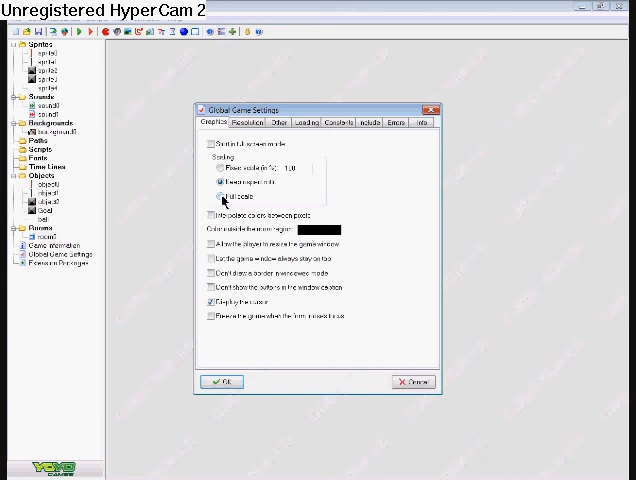 Unregistered HyperCam 2
Sprites
sprite0
sprite1
sprite2
sprite3
sprite4
Sounds
sound0
sound1
Backgrounds
background0
Paths
Scripts
Fonts
Time Lines
Objects
object0
object1
object2
Goal
ball
Rooms
room0
Game Information
Global Game Settings
Extension Packages
YOYO
GAMES
Global Game Settings
Graphics
Resolution
Other
Loading
Constants
Include
Errors
Info
Start in full-screen mode
Scaling
Fixed scale (in %):
100
Keep aspect ratio
Full scale
Interpolate colors between pixels
Color outside the room region:
Allow the player to resize the game window
Let the game window always stay on top
Don't draw a border in windowed mode
Don't show the buttons in the window caption
Display the cursor
Freeze the game when the form looses focus
OK
Cancel